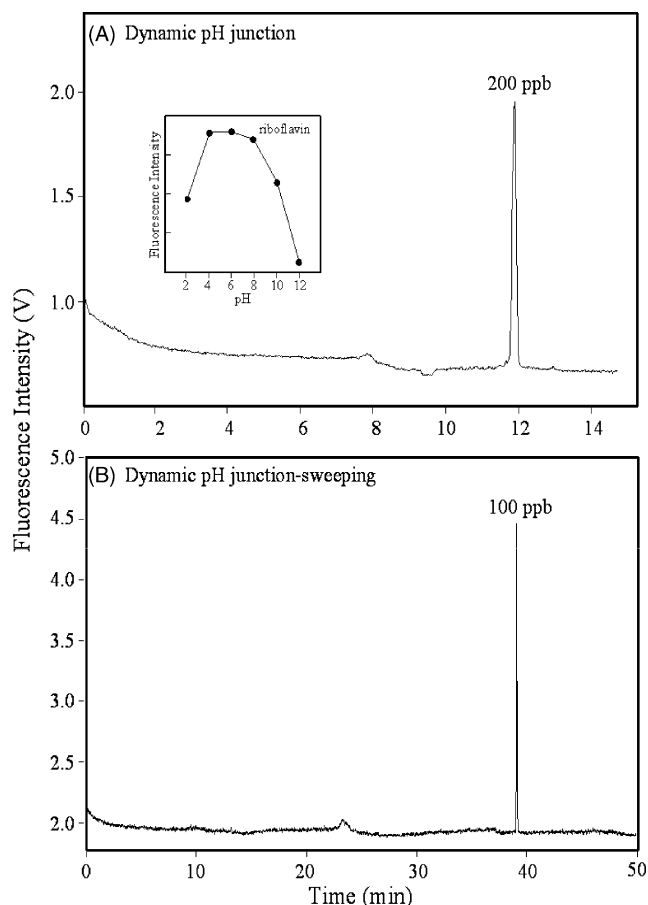 (A) Dynamic pH junction
200 ppb
2.0
1.5
1.0
riboflavin
Fluorescence Intensity
2 4 6 8 10 12
pH
0 2 4 6 8 10 12 14
Fluorescence Intensity (V)
(B) Dynamic pH junction-sweeping
100 ppb
5.0
4.5
4.0
3.5
3.0
2.5
2.0
0 10 20 30 40 50
Time (min)